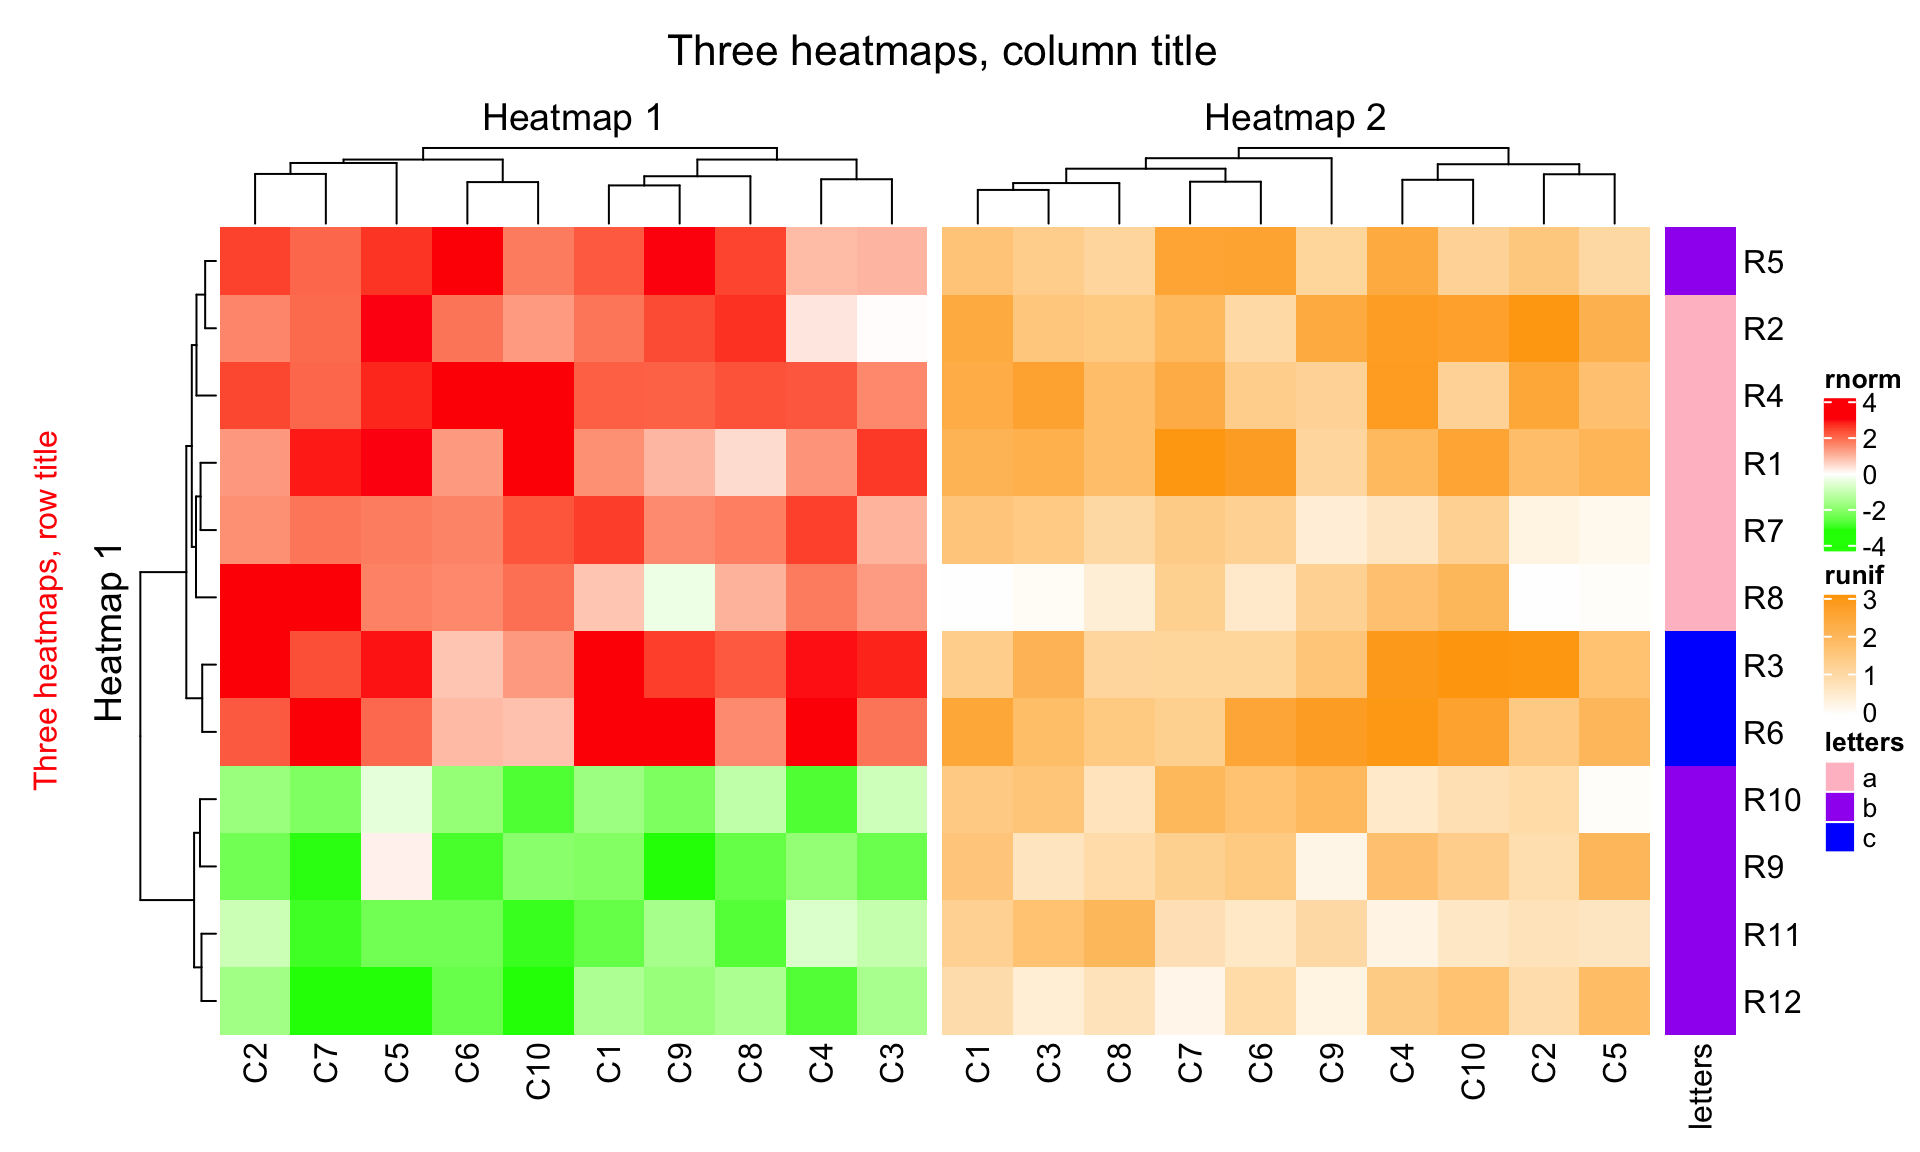 Three heatmaps, column title
Heatmap 1
Heatmap 2
Three heatmaps, row title
Heatmap 1
R5
R2
R4
R1
R7
R8
R3
R6
R10
R9
R11
R12
C2 C7 C5 C6 C10 C1 C9 C8 C4 C3
C1 C3 C8 C7 C6 C9 C4 C10 C2 C5
letters
rnorm
4
2
0
-2
-4
runif
3
2
1
0
letters
a
b
c